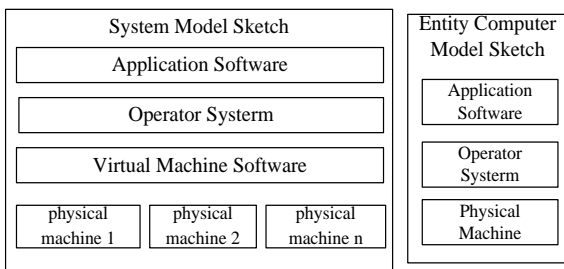 System Model Sketch
Application Software
Operator Systerm
Virtual Machine Software
physical
machine 1
physical
machine 2
physical
machine n
Entity Computer
Model Sketch
Application
Software
Operator
Systerm
Physical
Machine